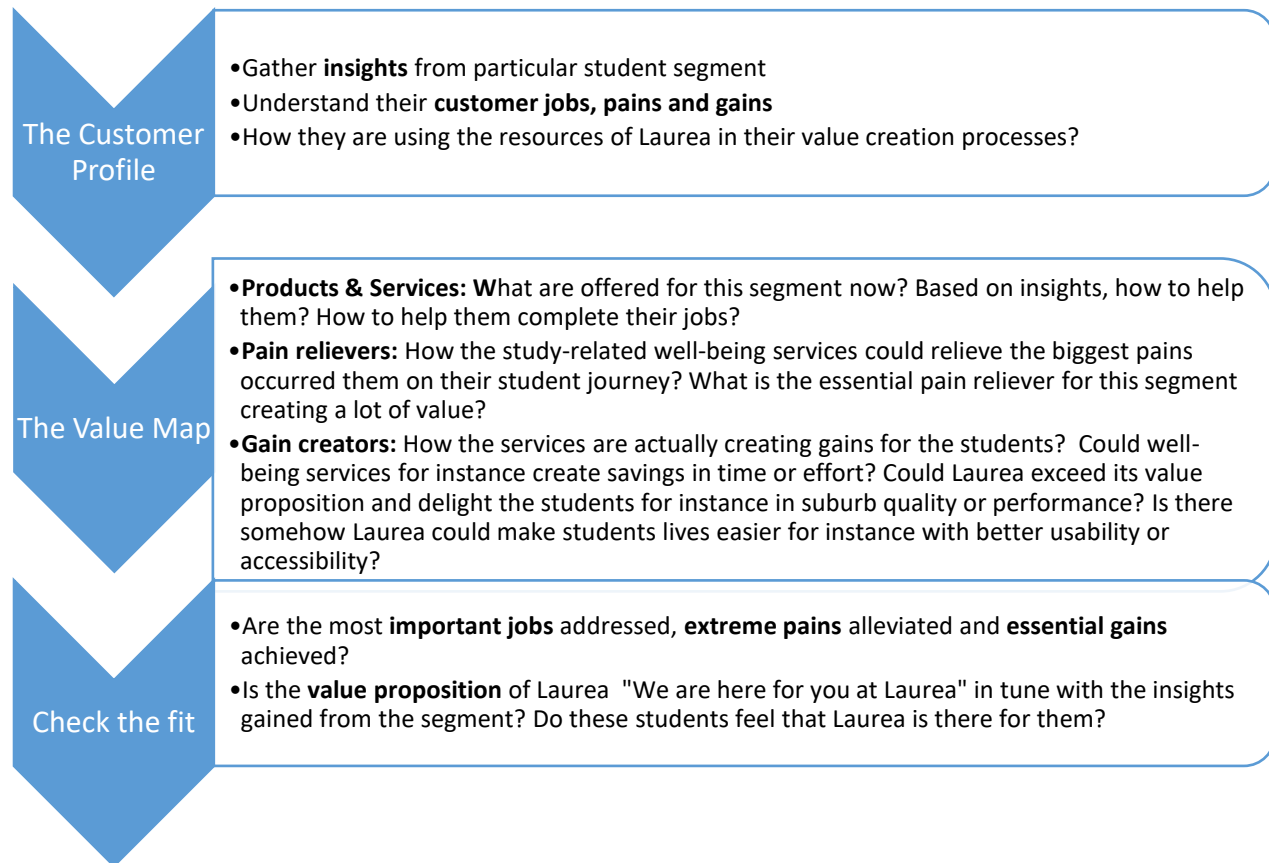 The Customer
Profile
•Gather insights from particular student segment
•Understand their customer jobs, pains and gains
•How they are using the resources of Laurea in their value creation processes?
The Value Map
•Products & Services: What are offered for this segment now? Based on insights, how to help
them? How to help them complete their jobs?
•Pain relievers: How the study-related well-being services could relieve the biggest pains
occurred them on their student journey? What is the essential pain reliever for this segment
creating a lot of value?
•Gain creators: How the services are actually creating gains for the students? Could well-
being services for instance create savings in time or effort? Could Laurea exceed its value
proposition and delight the students for instance in suburb quality or performance? Is there
somehow Laurea could make students lives easier for instance with better usability or
accessibility?
Check the fit
•Are the most important jobs addressed, extreme pains alleviated and essential gains
achieved?
•Is the value proposition of Laurea "We are here for you at Laurea" in tune with the insights
gained from the segment? Do these students feel that Laurea is there for them?